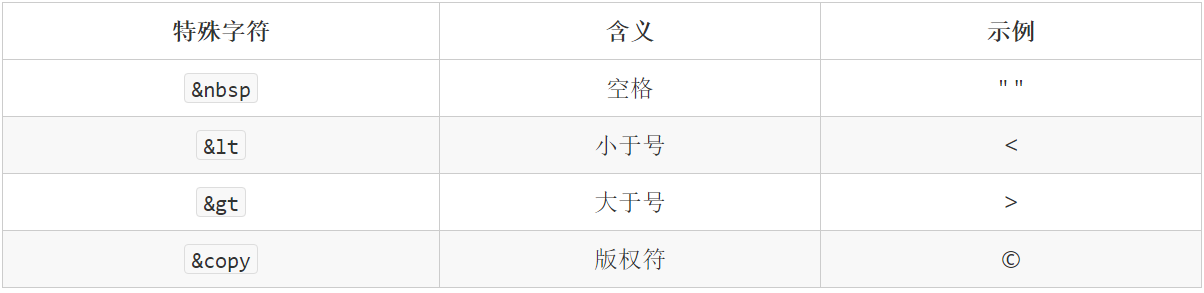 特殊字符 含义 示例
&nbsp 空格 " "
&lt 小于号 <
&gt 大于号 >
&copy 版权符 ©